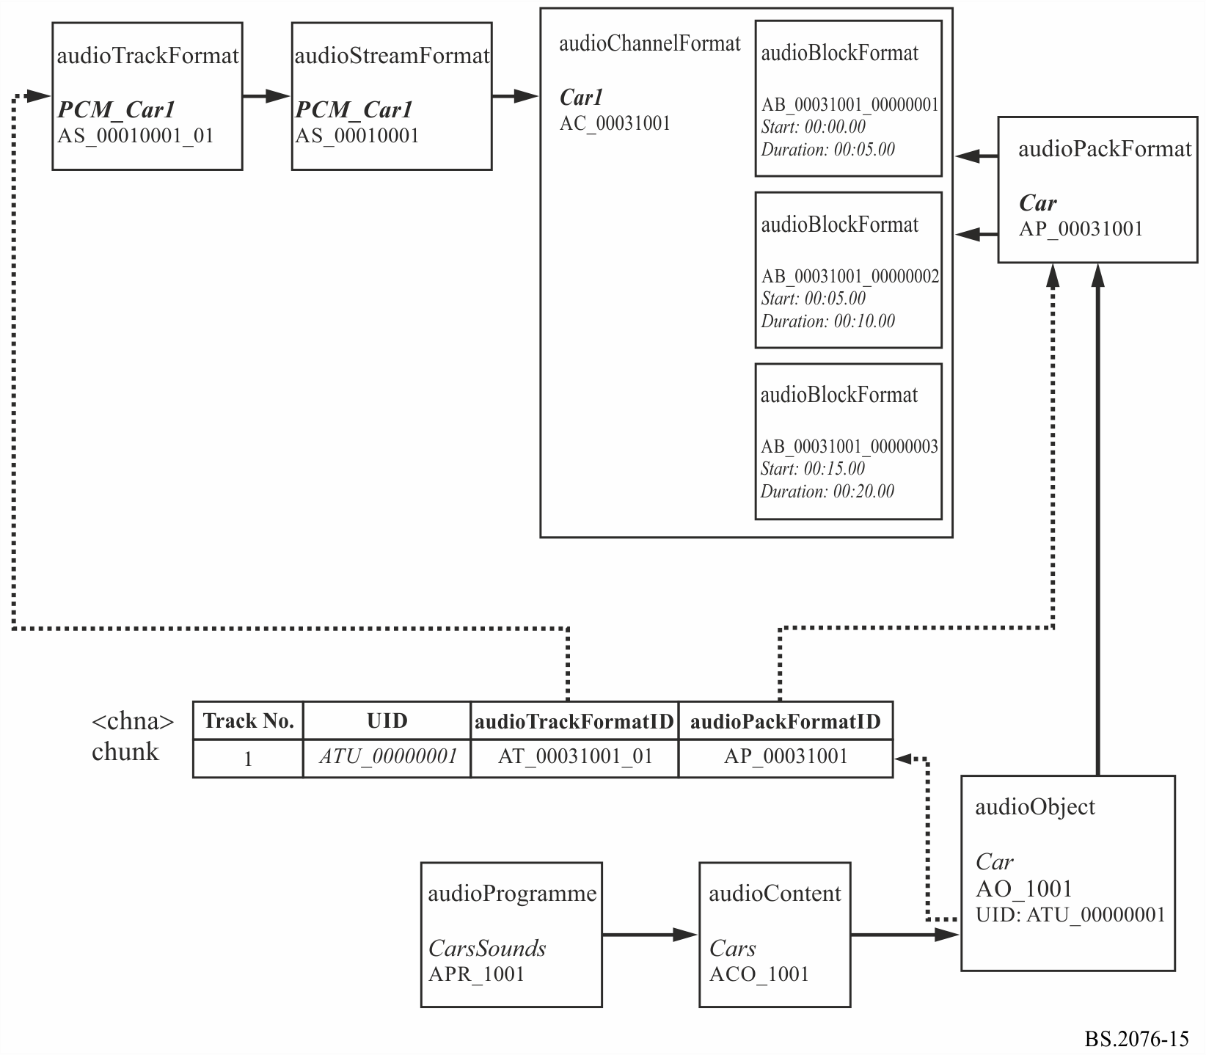 audioTrackFormat
PCM_Car1
AS_00010001_01
audioStreamFormat
PCM_Car1
AS_00010001
audioChannelFormat
Car1
AC_00031001
audioBlockFormat
AB_00031001_00000001
Start: 00:00.00
Duration: 00:05.00
audioBlockFormat
AB_00031001_00000002
Start: 00:05.00
Duration: 00:10.00
audioBlockFormat
AB_00031001_00000003
Start: 00:15.00
Duration: 00:20.00
audioPackFormat
Car
AP_00031001
<chna>
chunk
Track No. UID audioTrackFormatID audioPackFormatID
1 ATU_00000001 AT_00031001_01 AP_00031001
audioProgramme
CarsSounds
APR_1001
audioContent
Cars
ACO_1001
audioObject
Car
AO_1001
UID: ATU_00000001
BS.2076-15